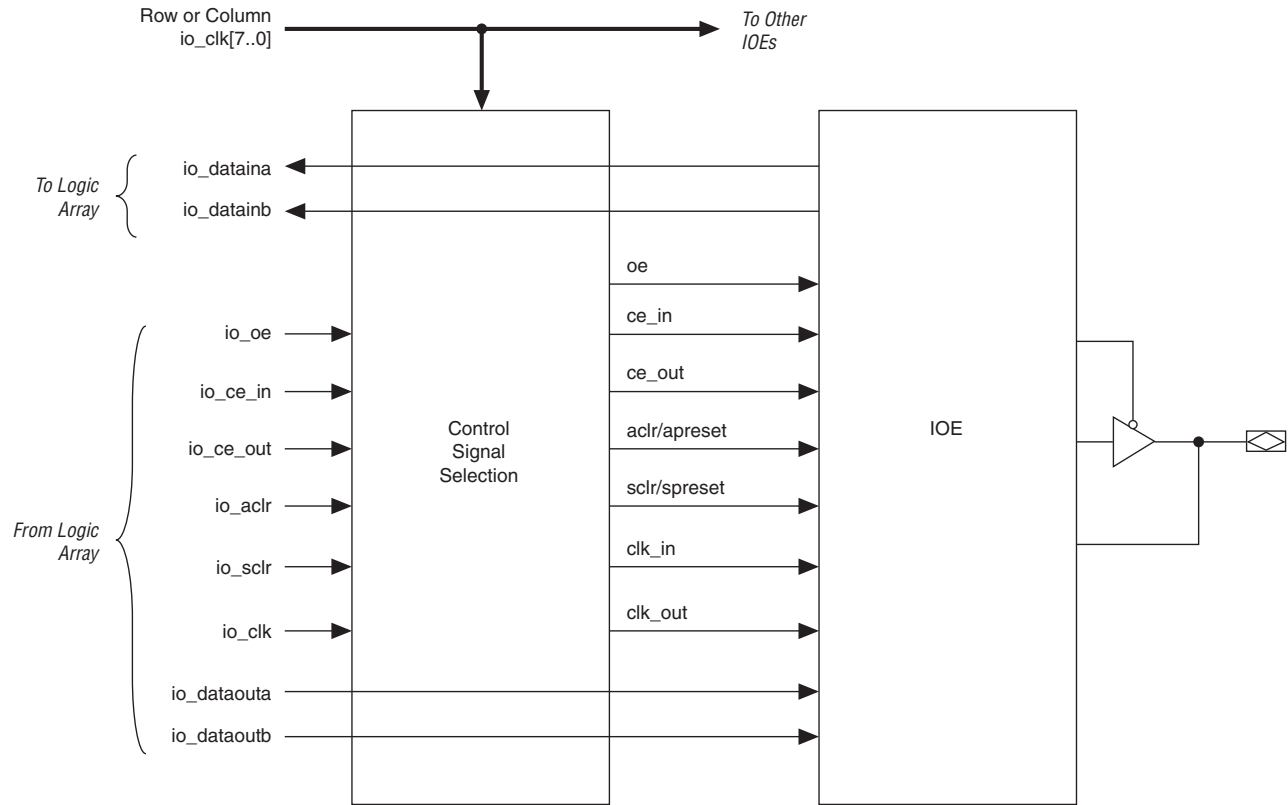 Row or Column
io_clk[7..0]
To Other
IOEs
To Logic
Array
io_dataina
io_datainb
oe
ce_in
ce_out
aclr/apreset
sclr/spreset
clk_in
clk_out
From Logic
Array
io_oe
io_ce_in
io_ce_out
io_aclr
io_sclr
io_clk
io_dataouta
io_dataoutb
Control
Signal
Selection
IOE